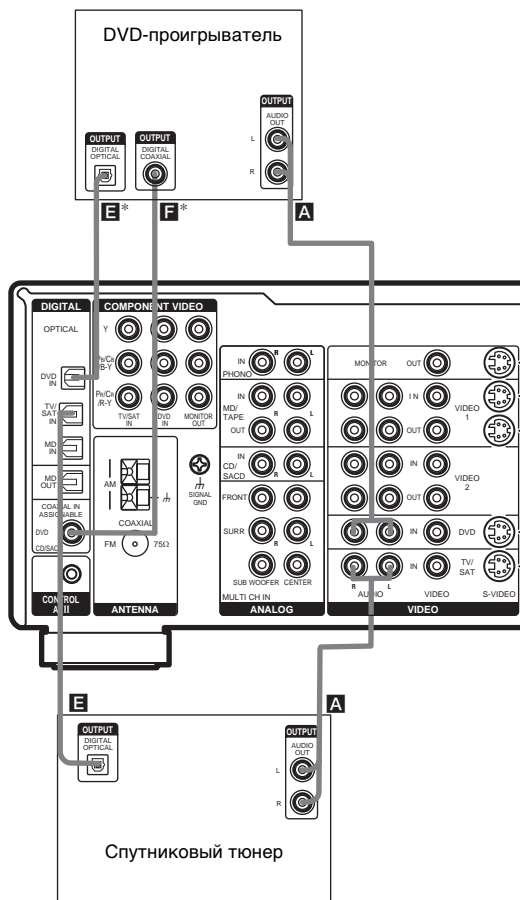 DVD-проигрыватель
OUTPUT
AUDIO
OUT
L
R
OUTPUT
DIGITAL
OPTICAL
OUTPUT
DIGITAL
COAXIAL
E*
F*
A
DIGITAL
OPTICAL
DVD
IN
TV/
SAT
IN
MD
IN
MD
OUT
COAXIAL IN
ASSIGNABLE
DVD
CD/SACD
CONTROL
A1II
COMPONENT VIDEO
Y
PB/CB
/B-Y
PR/CR
/R-Y
TV/SAT
IN
DVD
IN
MONITOR
OUT
AM
COAXIAL
FM
75Ω
ANTENNA
SIGNAL
GND
IN
PHONO
R
L
IN
MD/
TAPE
OUT
R
L
IN
CD/
SACD
R
L
FRONT
SURR
R
L
SUB WOOFER
CENTER
MULTI CH IN
ANALOG
MONITOR
OUT
IN
VIDEO
1
OUT
IN
VIDEO
2
OUT
IN
DVD
IN
TV/
SAT
R
L
AUDIO
VIDEO
S-VIDEO
VIDEO
E
A
OUTPUT
DIGITAL
OPTICAL
OUTPUT
AUDIO
OUT
L
R
Спутниковый тюнер